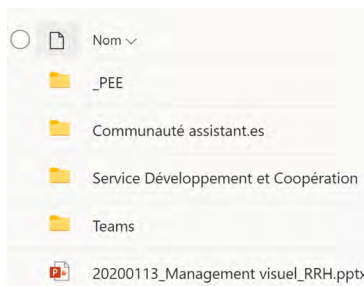 Nom
_PEE
Communauté assistant.es
Service Développement et Coopération
Teams
20200113_Management visuel_RRH.pptx